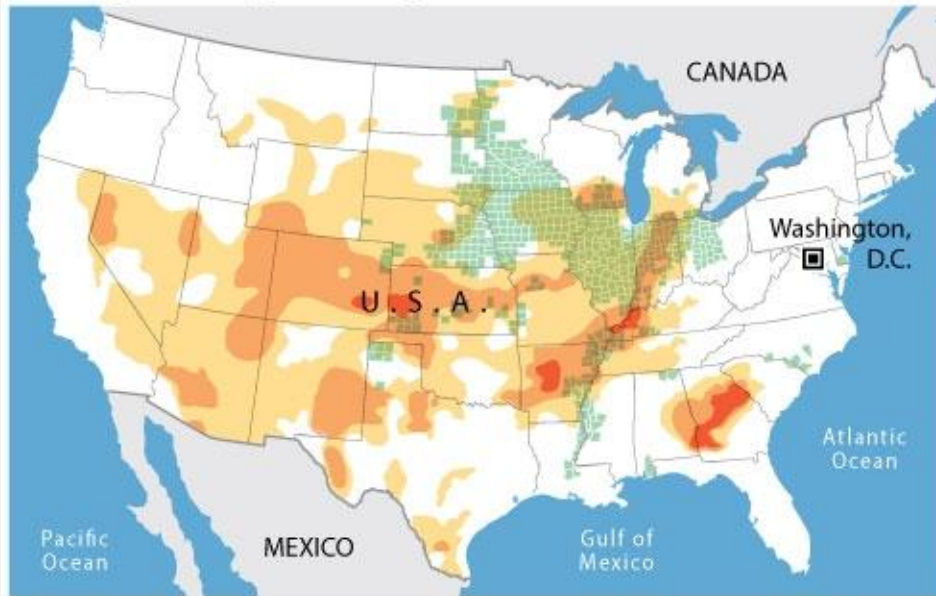 CANADA
Washington,
D.C.
U.S.A.
Atlantic
Ocean
Pacific
Ocean
MEXICO
Gulf of
Mexico